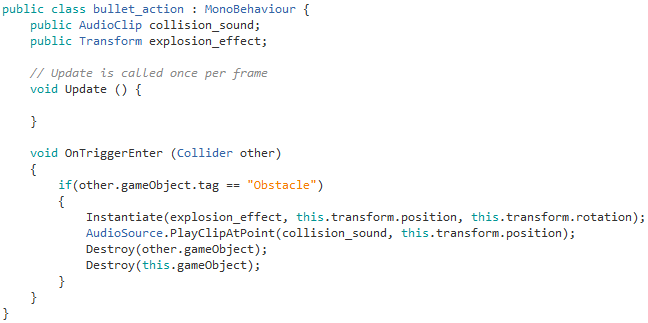 public class bullet_action : MonoBehaviour {
    public AudioClip collision_sound;
    public Transform explosion_effect;

    // Update is called once per frame
    void Update () {

    }

    void OnTriggerEnter (Collider other)
    {
        if(other.gameObject.tag == "Obstacle")
        {
            Instantiate(explosion_effect, this.transform.position, this.transform.rotation);
            AudioSource.PlayClipAtPoint(collision_sound, this.transform.position);
            Destroy(other.gameObject);
            Destroy(this.gameObject);
        }
    }
}